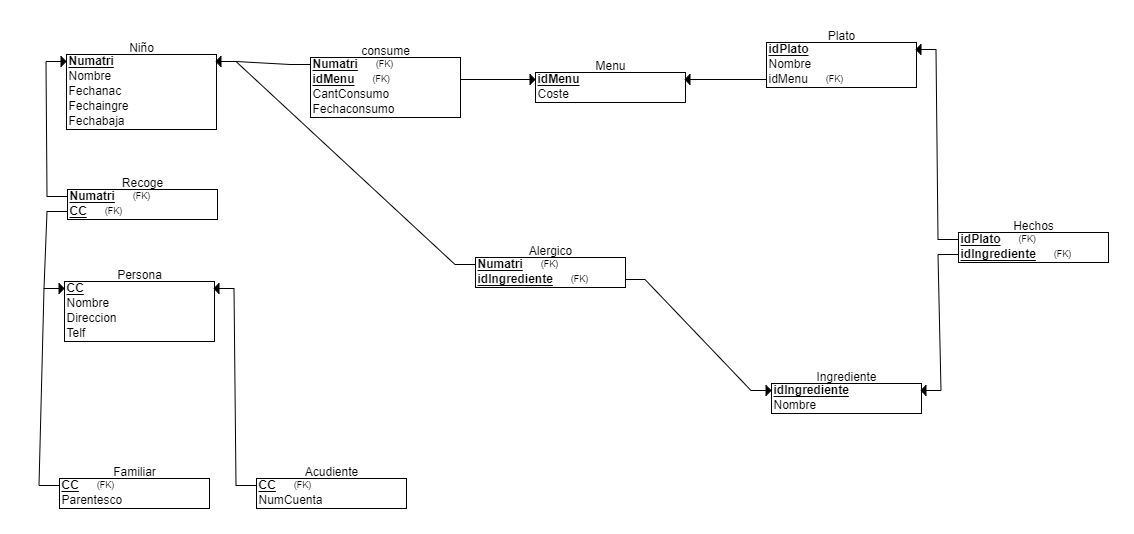 Niño
Numatri
Nombre
Fechanac
Fechaingre
Fechabaja
consume
Numatri (FK)
idMenu (FK)
CantConsumo
Fechaconsumo
Menu
idMenu
Coste
Plato
idPlato
Nombre
idMenu (FK)
Recoge
Numatri (FK)
CC (FK)
Alergico
Numatri (FK)
idIngrediente (FK)
Hechos
idPlato (FK)
idIngrediente (FK)
Persona
CC
Nombre
Direccion
Telf
Ingrediente
idIngrediente
Nombre
Familiar
CC (FK)
Parentesco
Acudiente
CC (FK)
NumCuenta